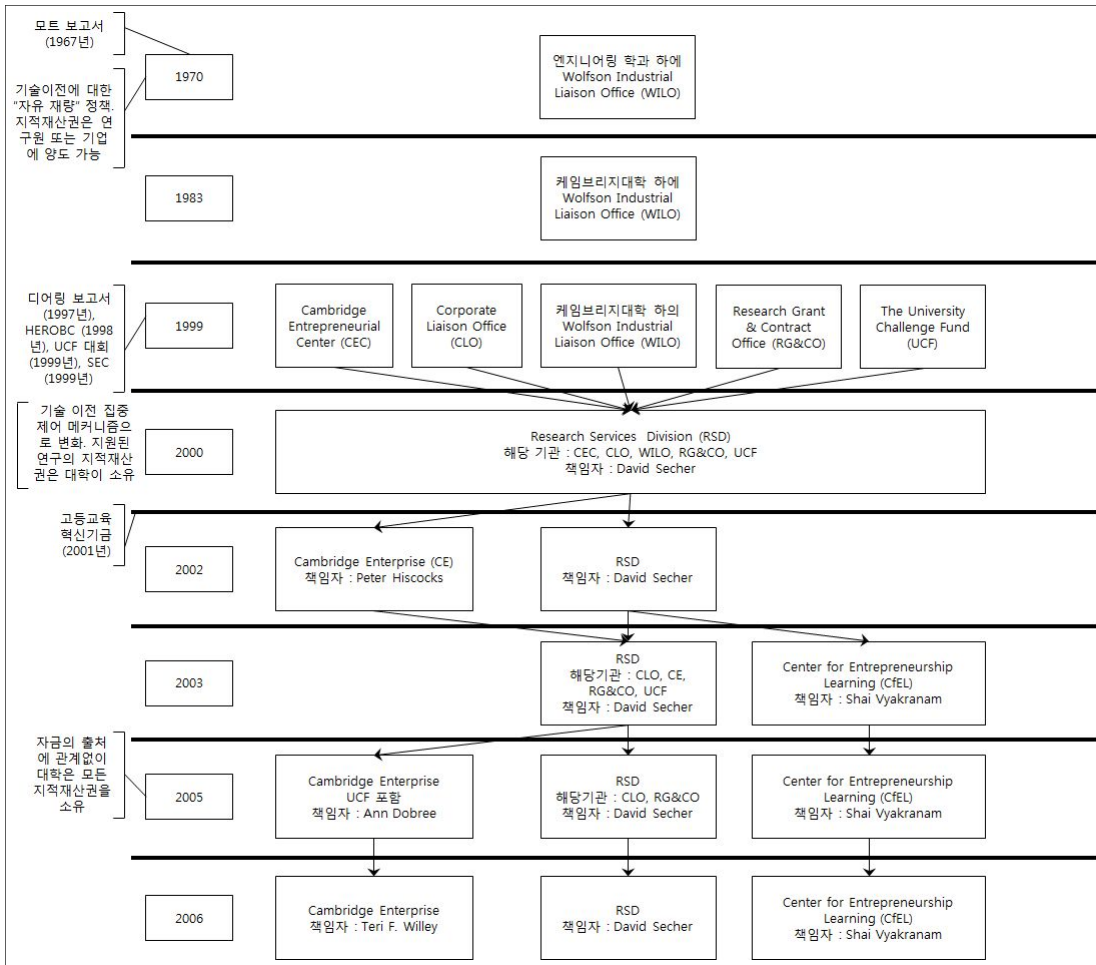 모트 보고서
(1967년)
1970
엔지니어링 학과 하에
Wolfson Industrial
Liaison Office (WILO)
기술이전에 대한
“자유 재량” 정책.
지적재산권은 연
구원 또는 기업
에 양도 가능
1983
케임브리지대학 하에
Wolfson Industrial
Liaison Office (WILO)
디어링 보고서
(1997년),
HEROBC (1998
년), UCF 대회
(1999년), SEC
(1999년)
1999
Cambridge
Entrepreneurial
Center (CEC)
Corporate
Liaison Office
(CLO)
케임브리지대학 하의
Wolfson Industrial
Liaison Office (WILO)
Research Grant
& Contract
Office (RG&CO)
The University
Challenge Fund
(UCF)
기술 이전 집중
제어 메커니즘으
로 변화. 지원된
연구의 지적재산
권은 대학이 소유
2000
Research Services Division (RSD)
해당 기관 : CEC, CLO, WILO, RG&CO, UCF
책임자 : David Secher
고등교육
혁신기금
(2001년)
2002
Cambridge Enterprise (CE)
책임자 : Peter Hiscocks
RSD
책임자 : David Secher
2003
RSD
해당기관 : CLO, CE,
RG&CO, UCF
책임자 : David Secher
Center for Entrepreneurship
Learning (CfEL)
책임자 : Shai Vyakranam
자금의 출처
에 관계없이
대학은 모든
지적재산권을
소유
2005
Cambridge Enterprise
UCF 포함
책임자 : Ann Dobree
RSD
해당기관 : CLO, RG&CO
책임자 : David Secher
Center for Entrepreneurship
Learning (CfEL)
책임자 : Shai Vyakranam
2006
Cambridge Enterprise
책임자 : Teri F. Willey
RSD
책임자 : David Secher
Center for Entrepreneurship
Learning (CfEL)
책임자 : Shai Vyakranam